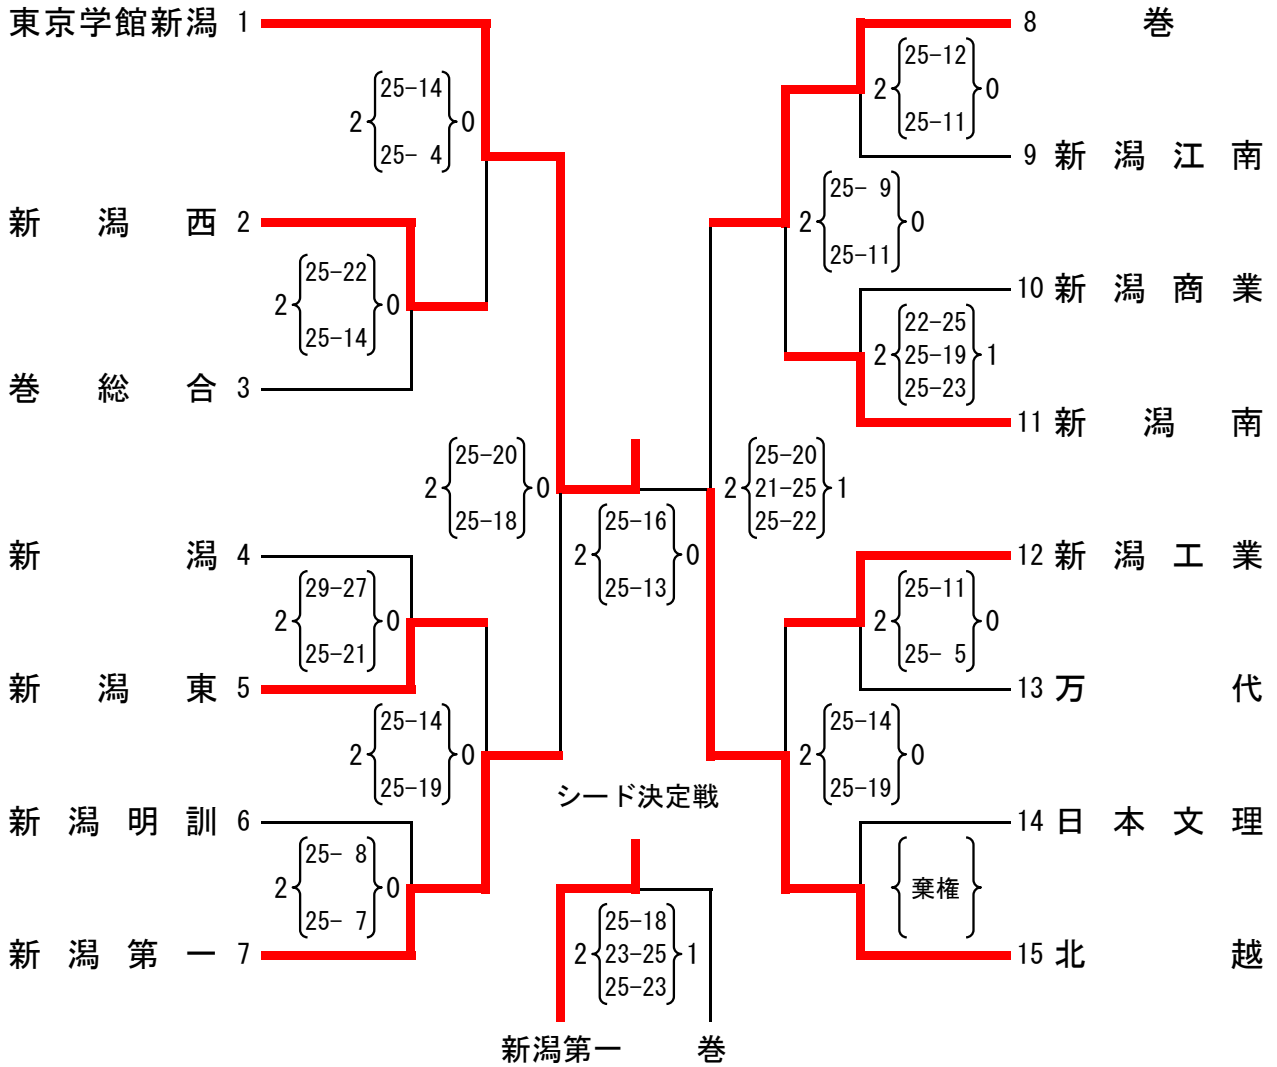 東京学館新潟 1
25-14
2 0
25- 4
新潟西 2
25-22
2 0
25-14
巻総合 3
25-20
2 0
25-18
新潟 4
29-27
2 0
25-21
新潟東 5
25-14
2 0
25-19
新潟明訓 6
25- 8
2 0
25- 7
新潟第一 7
25-16
2 0
25-13
8 巻
25-12
2 0
25-11
9 新潟江南
25- 9
2 0
25-11
10 新潟商業
22-25
2 25-19 1
25-23
11 新潟南
25-20
2 21-25 1
25-22
12 新潟工業
25-11
2 0
25- 5
13 万代
25-14
2 0
25-19
14 日本文理
棄権
15 北越
シード決定戦
25-18
2 23-25 1
25-23
新潟第一 巻